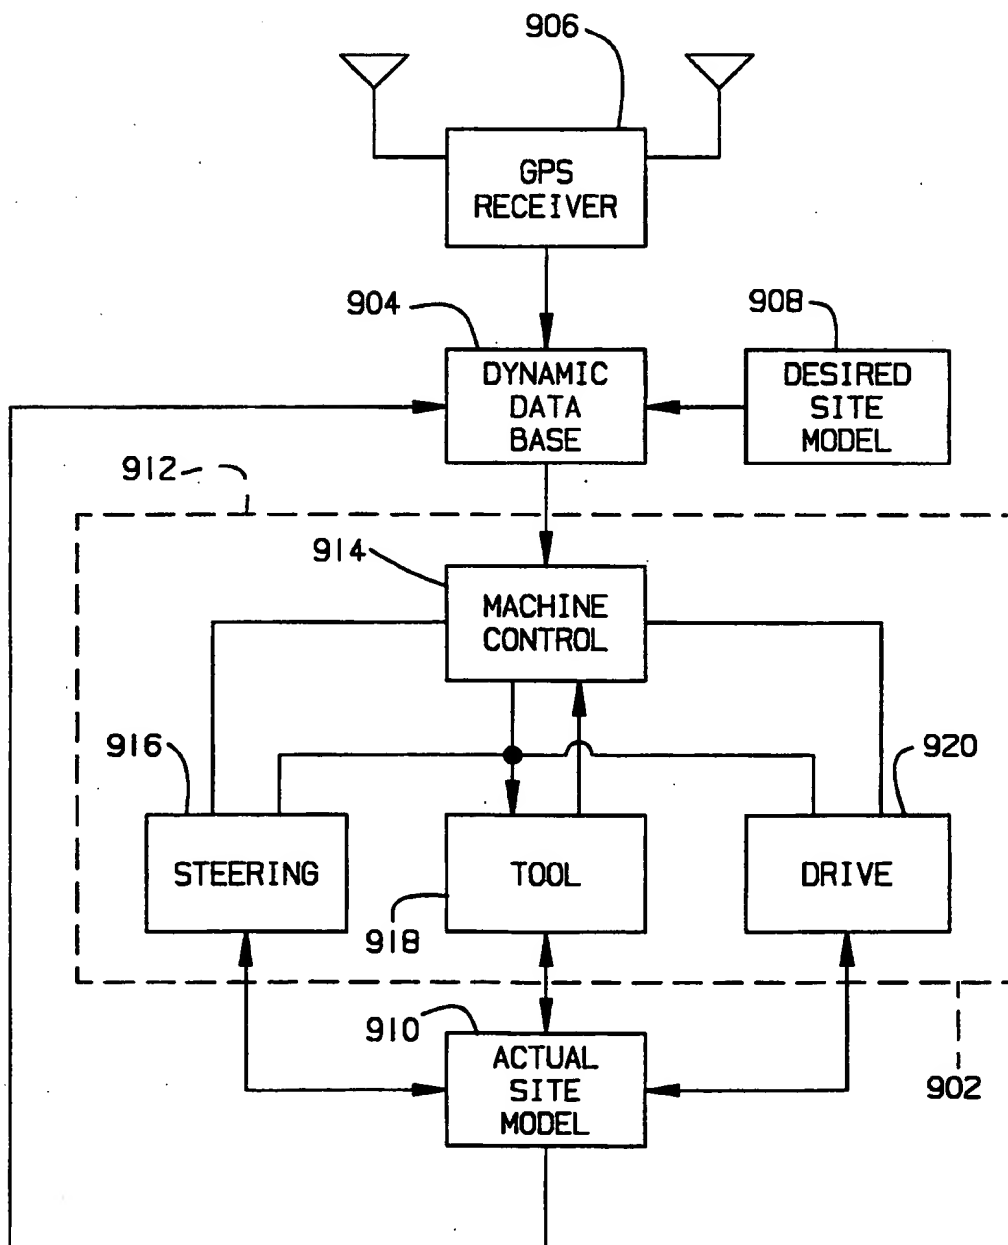 906
GPS
RECEIVER
904
908
DYNAMIC
DATA
BASE
DESIRED
SITE
MODEL
912
914
MACHINE
CONTROL
916
920
STEERING
TOOL
DRIVE
918
910
ACTUAL
SITE
MODEL
902